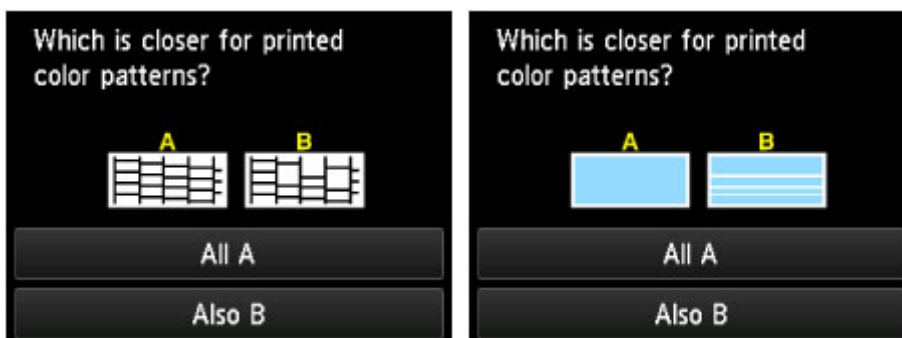 Which is closer for printed
color patterns?
A B
All A
Also B
Which is closer for printed
color patterns?
A B
All A
Also B